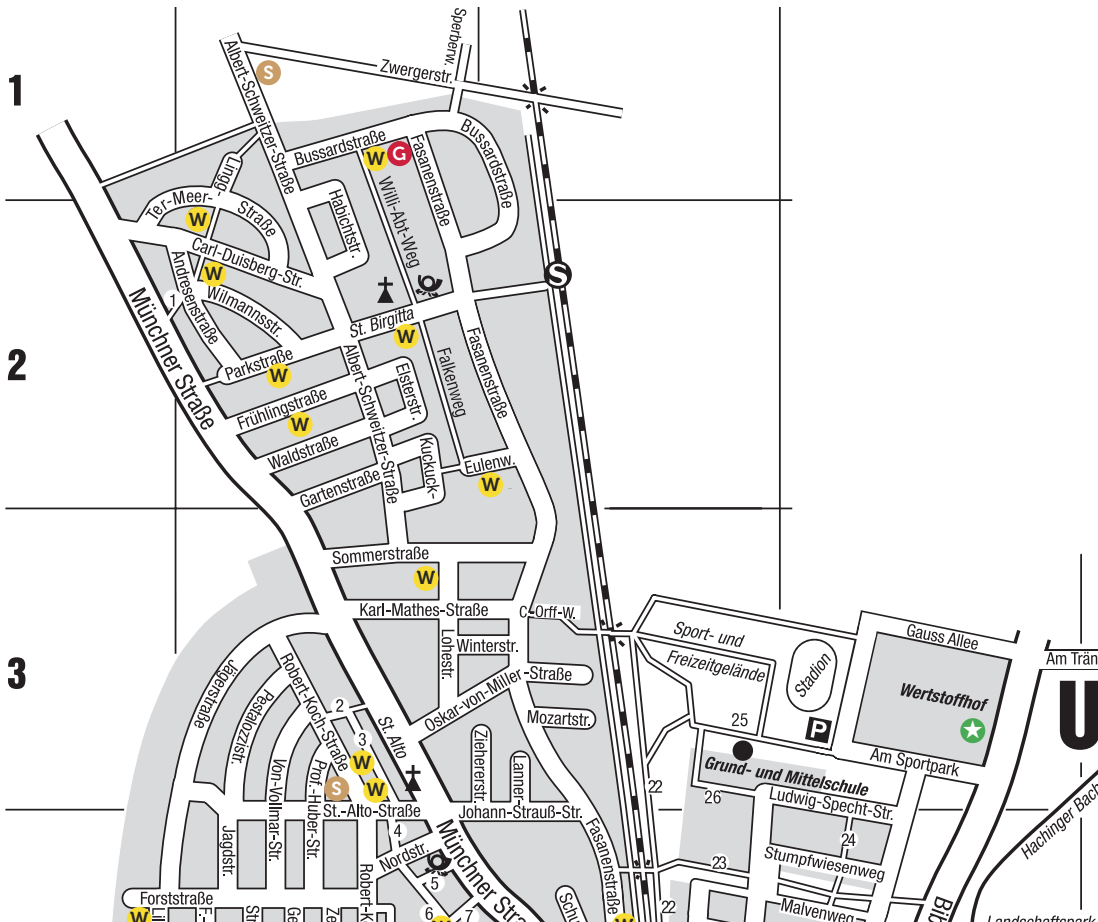 1
2
3
Sperberw.
Zwergerstr.
Albert-Schweitzer-Straße
S
Bussardstraße
W
G
Fasanenstraße
Bussardstraße
Lingg-
Ter-Meer-
Straße
W
Habichtstr.
Willi-Abt-Weg
Carl-Duisberg-Str.
W
Andresenstraße
Wilmannsstr.
1
Münchner Straße
S
St. Birgitta
W
Parkstraße
W
Albert-Schweitzer-Straße
Elsterstr.
Falkenweg
Fasanenstraße
Frühlingstraße
W
Waldstraße
Kuckuck-
Eulenw.
W
Gartenstraße
Sommerstraße
W
Karl-Mathes-Straße
C.-Orff-W.
Lohestr.
Winterstr.
Oskar-von-Miller-Straße
Mozartstr.
Sport- und
Freizeitgelände
Stadion
Gauss Allee
Am Trän
Wertstoffhof
U
P
25
Am Sportpark
Grund- und Mittelschule
Jägerstraße
Pestalozzistr.
Robert-Koch-Straße
2
St. Alto
3
W
W
S
Von-Vollmar-Str.
Prof.-Huber-Str.
St.-Alto-Straße
Ziehererstr.
Lanner-
Johann-Strauß-Str.
22
26
Ludwig-Specht-Str.
24
Stumpfwiesenweg
23
Malvenweg
Hachinger Bach
Landschaftspark
Jagdstr.
4
Nordstr.
5
Münchner Stra
Fasanenstraße
22
Forststraße
W
Robert-K
6
W
7
W